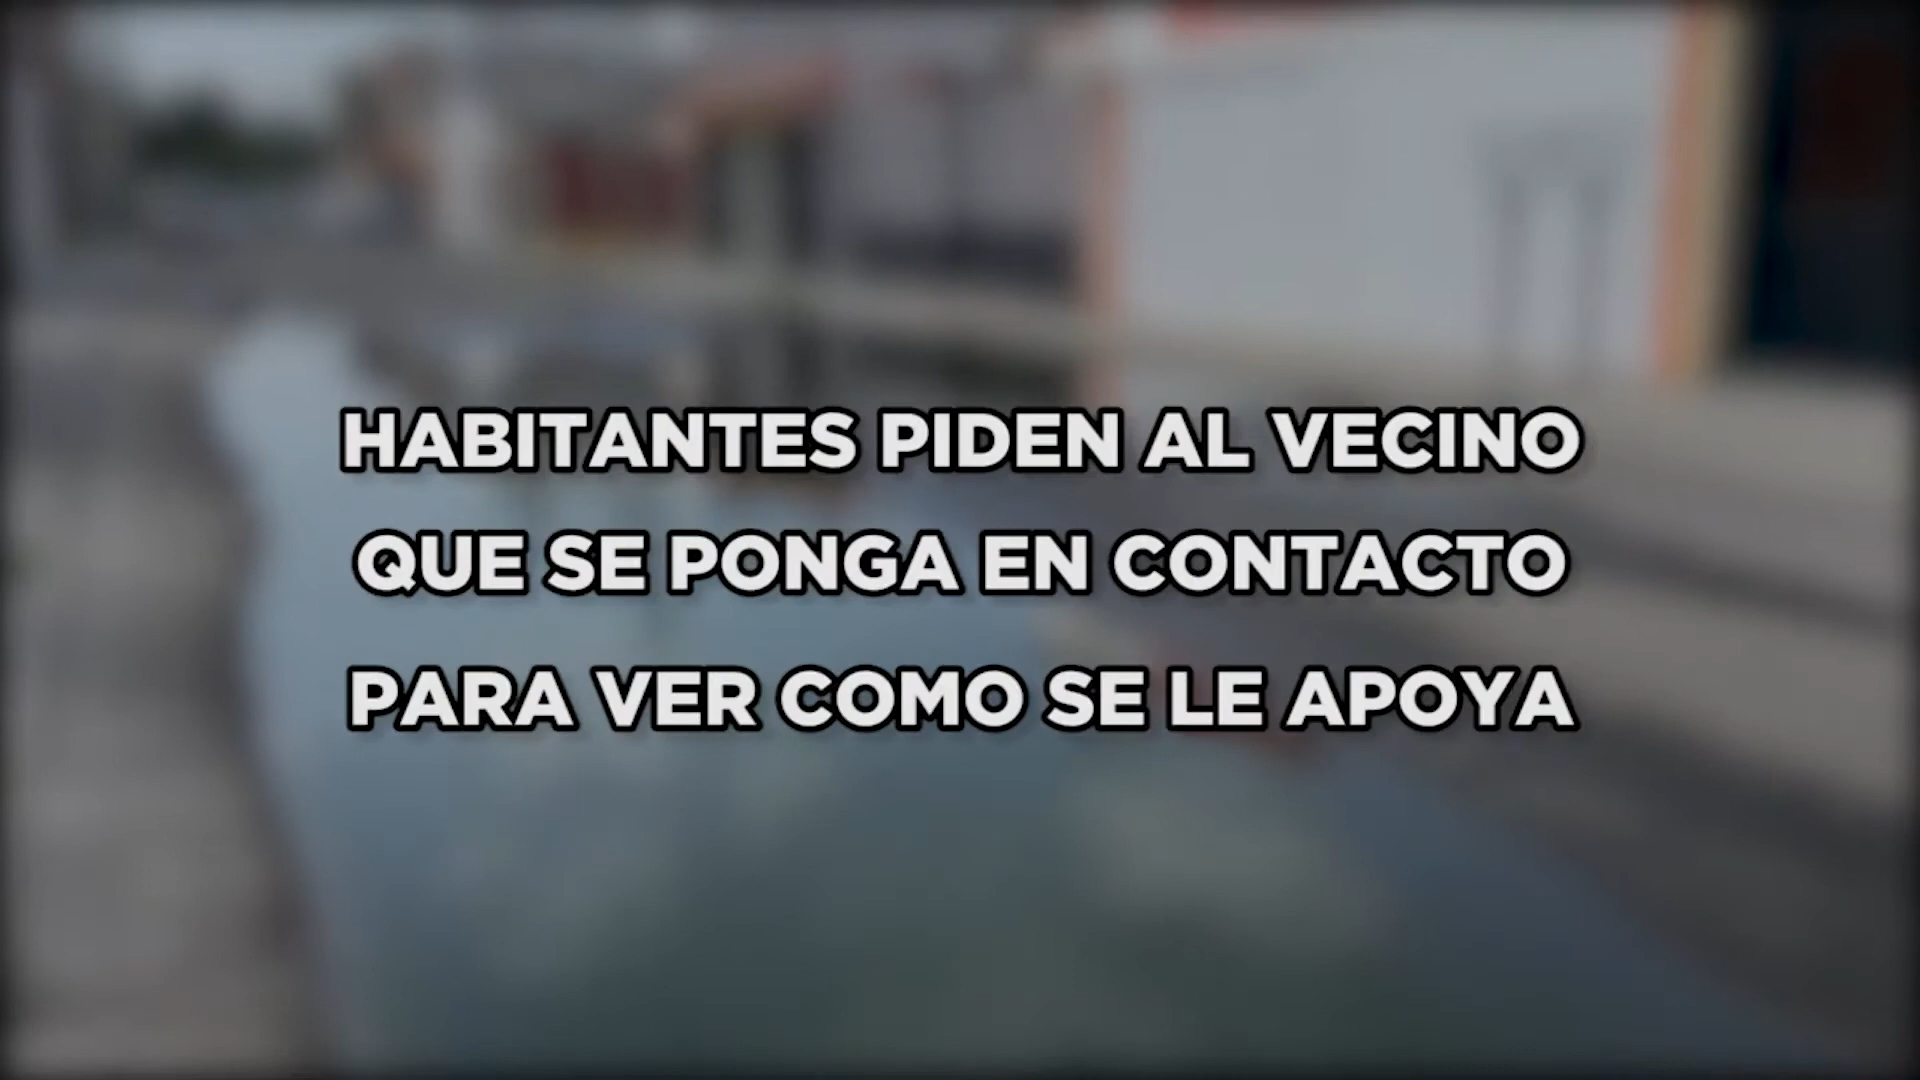 HABITANTES PIDEN AL VECINO
QUE SE PONGA EN CONTACTO
PARA VER COMO SE LE APOYA